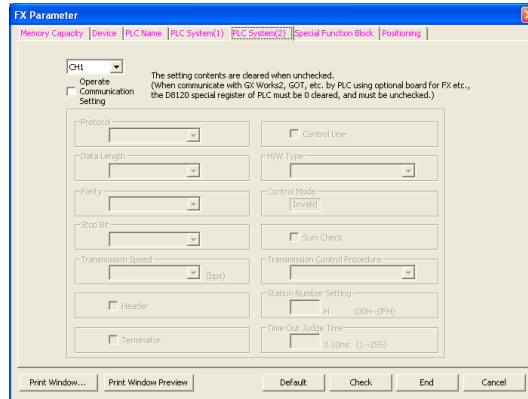 FX Parameter
Memory Capacity Device PLC Name PLC System(1) PLC System(2) Special Function Block Positioning
CH1
Operate
Communication
Setting
The setting contents are cleared when unchecked.
(When communicate with GX Works2, GOT, etc. by PLC using optional board for FX etc.,
the D8120 special register of PLC must be 0 cleared, and must be unchecked.)
Protocol
Control Line
Data Length
H/W Type
Parity
Control Mode
Invalid
Stop Bit
Sum Check
Transmission Speed
(bps)
Transmission Control Procedure
Header
Station Number Setting
H (00H--0FH)
Terminator
Time Out Judge Time
X 10ms (1--255)
Print Window... Print Window Preview Default Check End Cancel